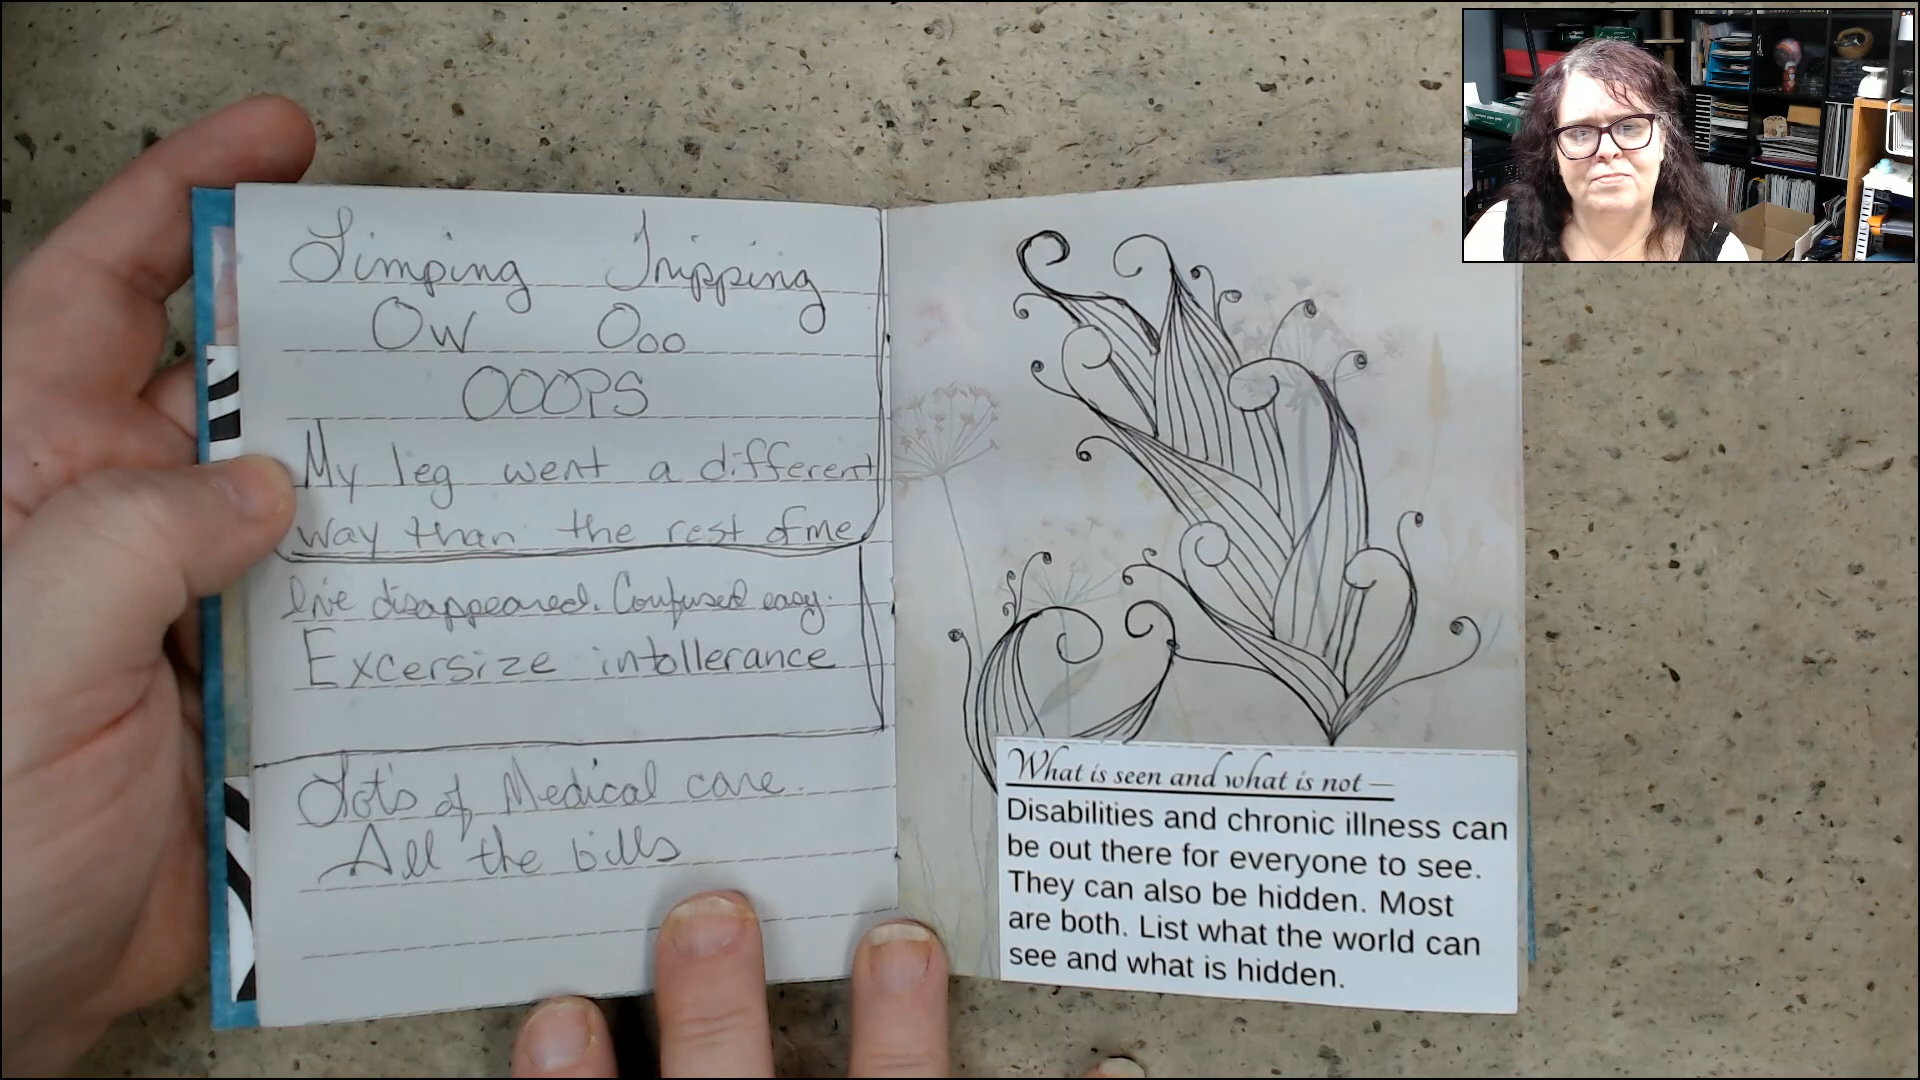 Limping Tripping
Ow Ooo
OOOPS
My leg went a different
way than the rest of me
I've disappeared. Confused easy.
Excersize intollerance
Lot's of Medical care.
All the bills
What is seen and what is not —
Disabilities and chronic illness can
be out there for everyone to see.
They can also be hidden. Most
are both. List what the world can
see and what is hidden.